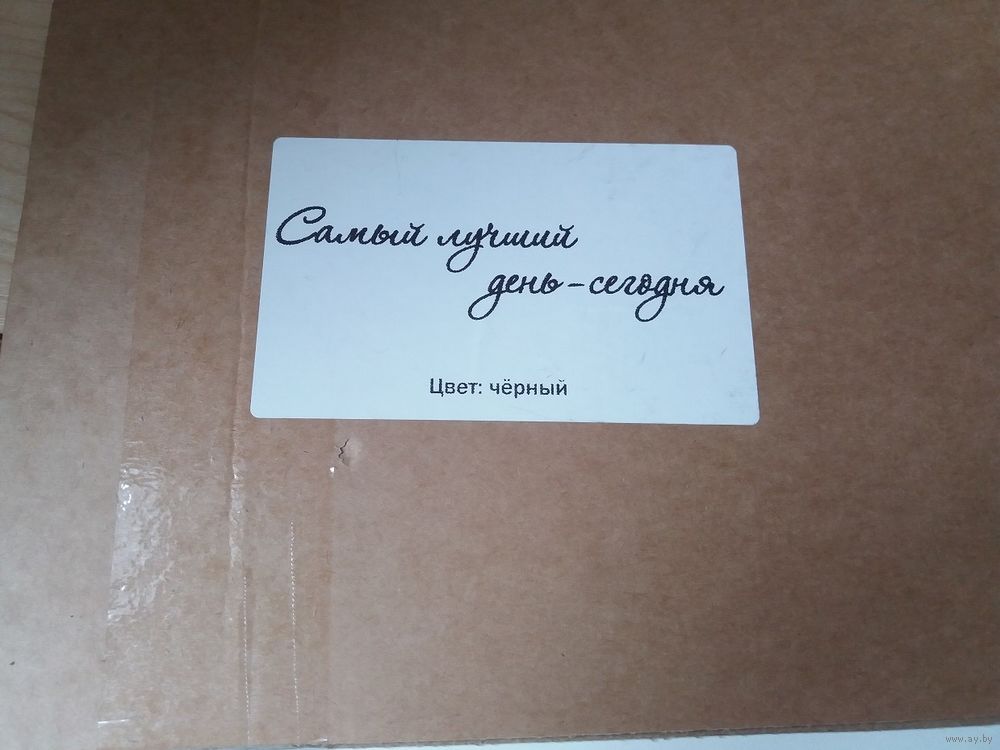 Самый лучший
день-сегодня
Цвет: чёрный
www.ay.by